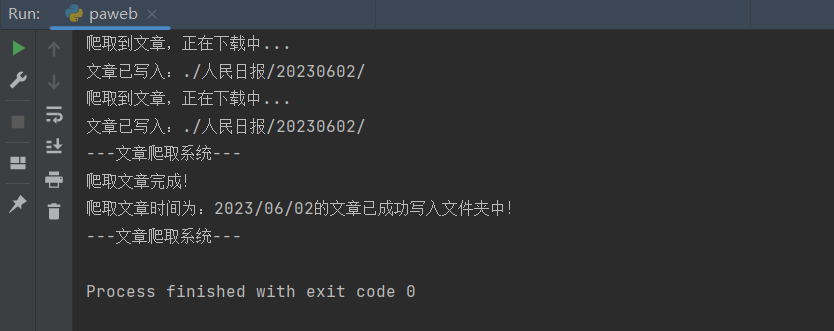 Run: paweb
爬取到文章，正在下载中...
文章已写入：./人民日报/20230602/
爬取到文章，正在下载中...
文章已写入：./人民日报/20230602/
---文章爬取系统---
爬取文章完成!
爬取文章时间为：2023/06/02的文章已成功写入文件夹中!
---文章爬取系统---
Process finished with exit code 0